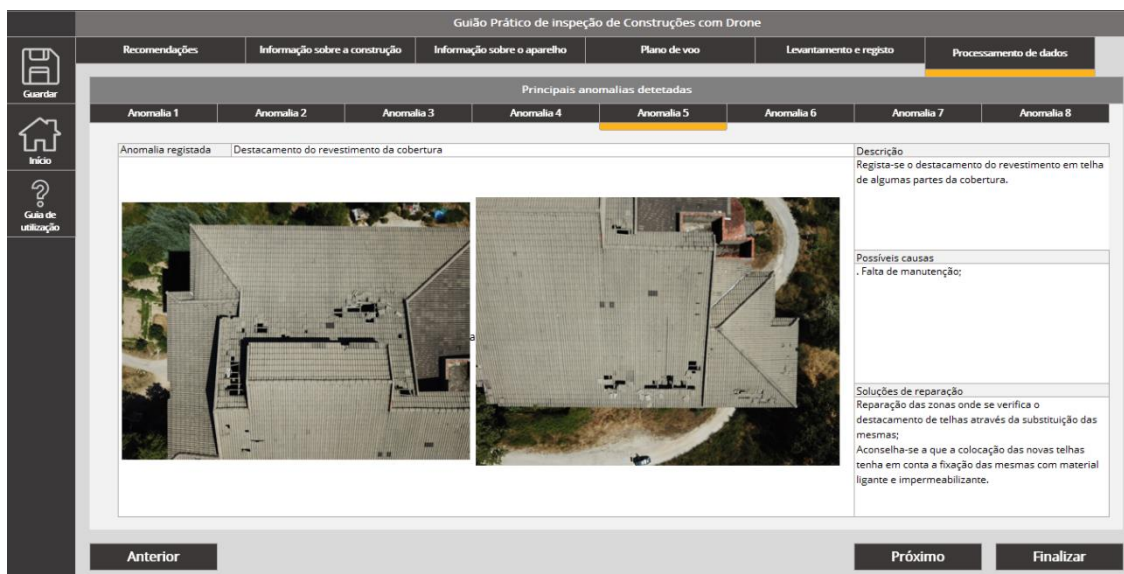 Guião Prático de inspeção de Construções com Drone
Recomendações
Informação sobre a construção
Informação sobre o aparelho
Plano de voo
Levantamento e registo
Processamento de dados
Guardar
Início
Guia de
utilização
Principais anomalias detetadas
Anomalia 1
Anomalia 2
Anomalia 3
Anomalia 4
Anomalia 5
Anomalia 6
Anomalia 7
Anomalia 8
Anomalia registada
Destacamento do revestimento da cobertura
a
Descrição
Regista-se o destacamento do revestimento em telha
de algumas partes da cobertura.
Possíveis causas
. Falta de manutenção;
Soluções de reparação
Reparação das zonas onde se verifica o
destacamento de telhas através da substituição das
mesmas;
Aconselha-se a que a colocação das novas telhas
tenha em conta a fixação das mesmas com material
ligante e impermeabilizante.
Anterior
Próximo
Finalizar